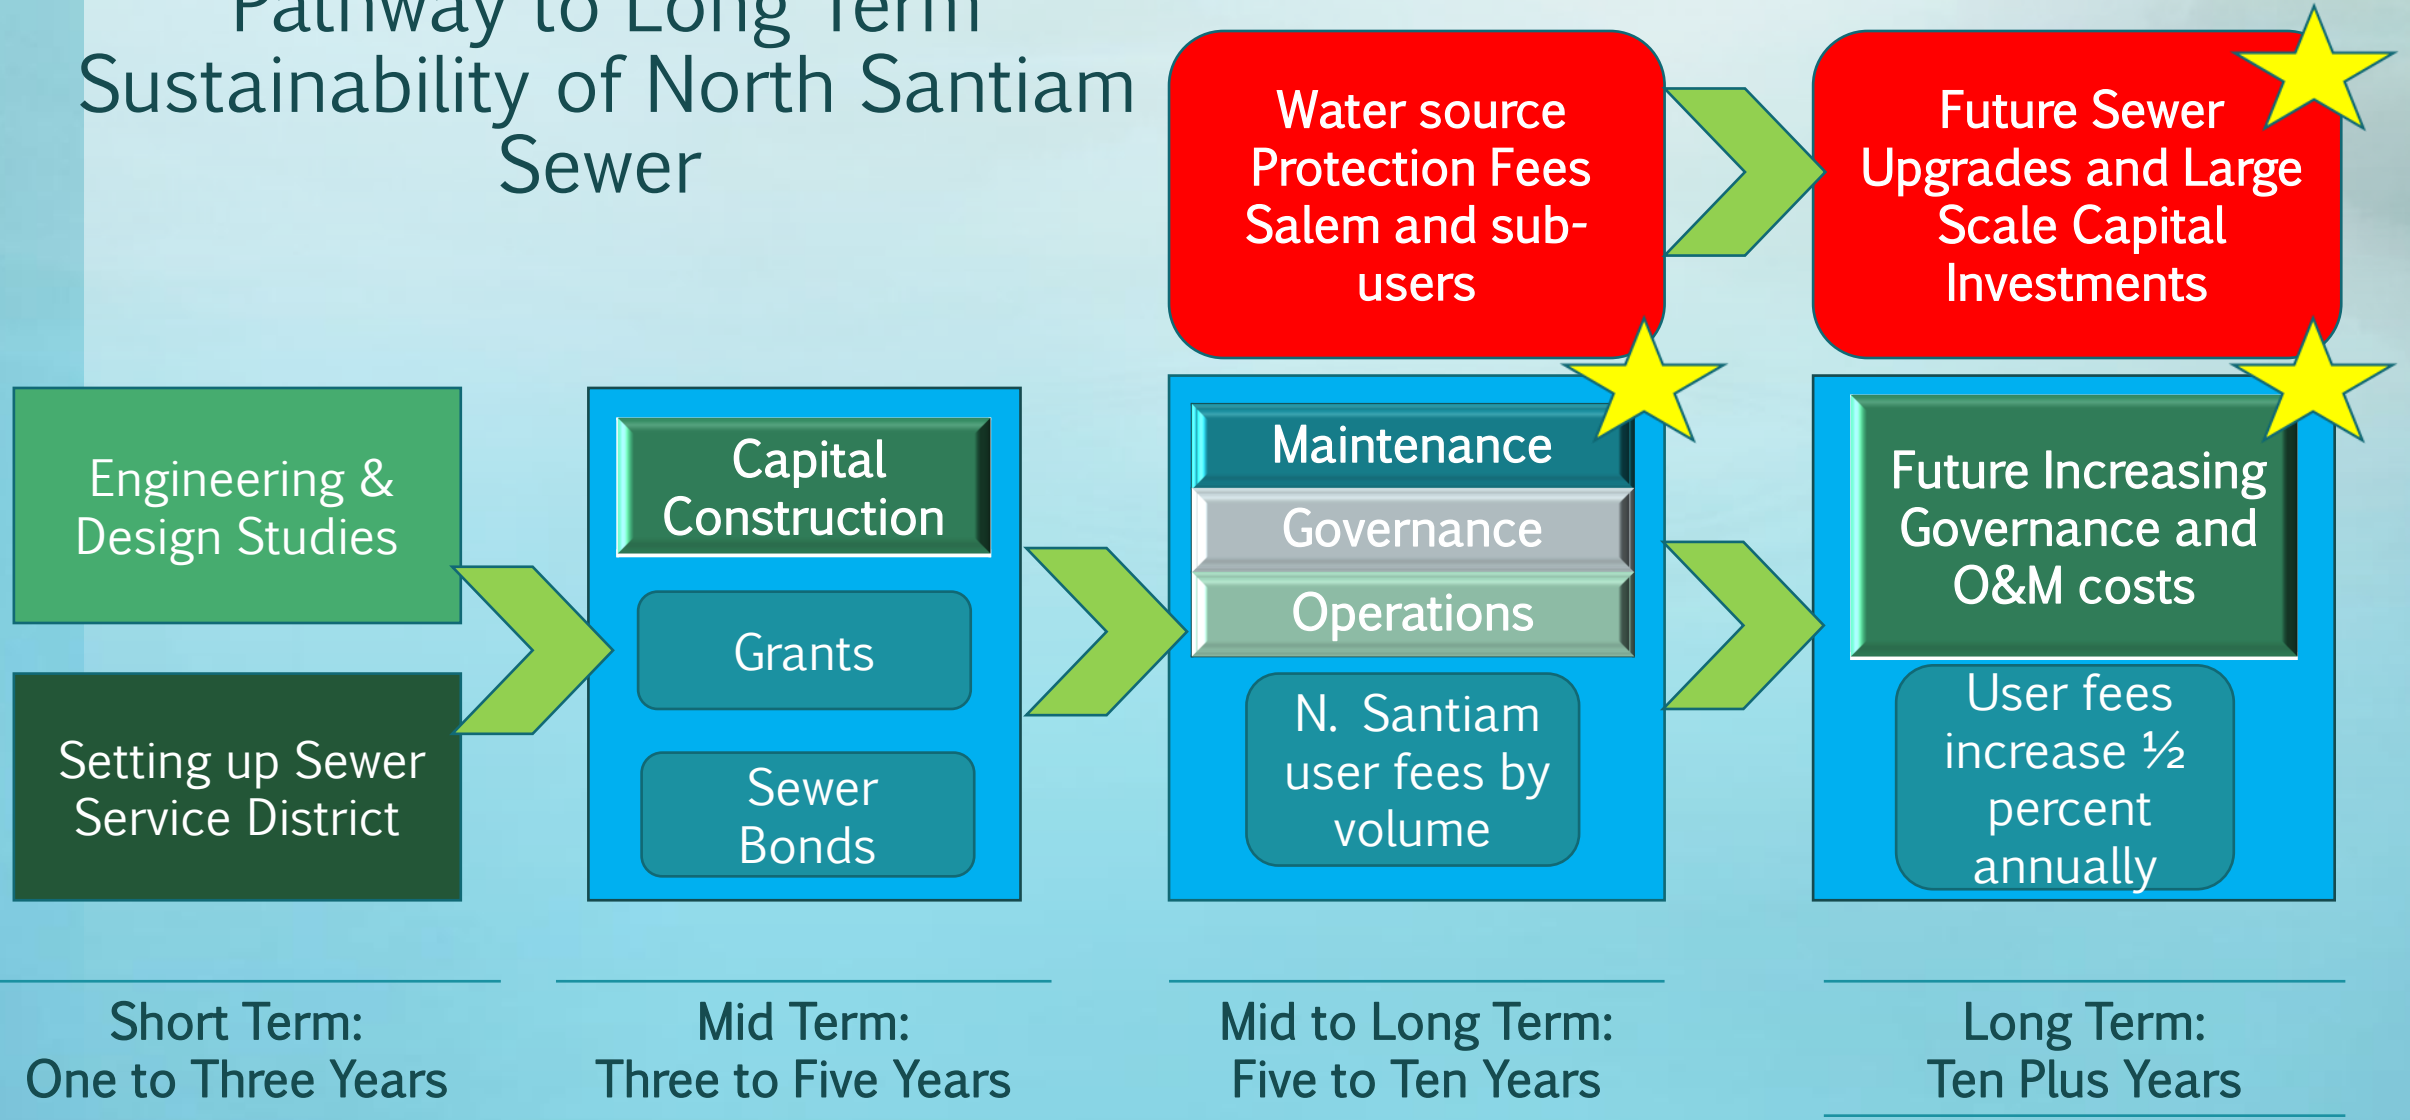 Pathway to Long Term
Sustainability of North Santiam
Sewer
Water source
Protection Fees
Salem and sub-
users
Future Sewer
Upgrades and Large
Scale Capital
Investments
Engineering &
Design Studies
Setting up Sewer
Service District
Capital
Construction
Grants
Sewer
Bonds
Maintenance
Governance
Operations
N. Santiam
user fees by
volume
Future Increasing
Governance and
O&M costs
User fees
increase ½
percent
annually
Short Term:
One to Three Years
Mid Term:
Three to Five Years
Mid to Long Term:
Five to Ten Years
Long Term:
Ten Plus Years